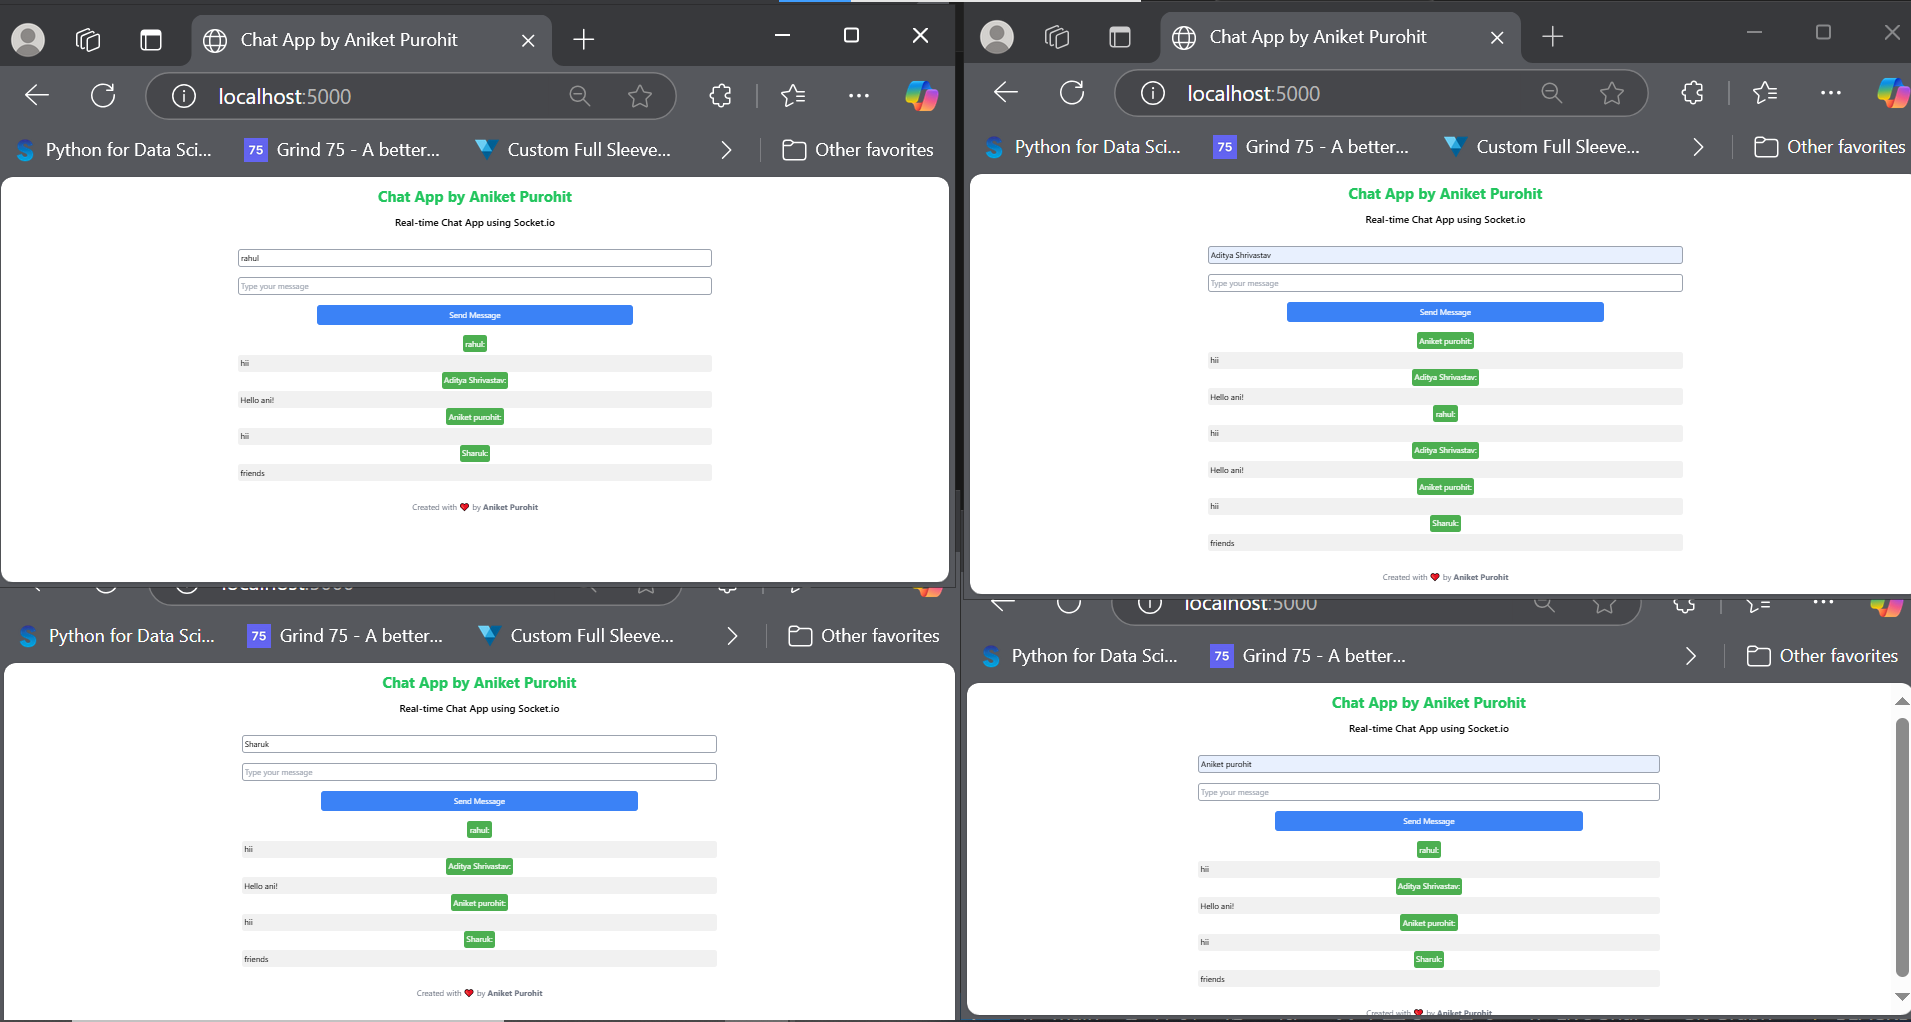 Chat App by Aniket Purohit
localhost:5000
Python for Data Sci...
75
Grind 75 - A better...
Custom Full Sleeve...
Other favorites
Chat App by Aniket Purohit
Real-time Chat App using Socket.io
rahul
Type your message
Send Message
rahul:
hii
Aditya Shrivastav:
Hello ani!
Aniket purohit:
hii
Sharuk:
friends
Created with ❤ by Aniket Purohit
Chat App by Aniket Purohit
localhost:5000
Python for Data Sci...
75
Grind 75 - A better...
Custom Full Sleeve...
Other favorites
Chat App by Aniket Purohit
Real-time Chat App using Socket.io
Aditya Shrivastav
Type your message
Send Message
Aniket purohit:
hii
Aditya Shrivastav:
Hello ani!
rahul:
hii
Aditya Shrivastav:
Hello ani!
Aniket purohit:
hii
Sharuk:
friends
Created with ❤ by Aniket Purohit
localhost:5000
Python for Data Sci...
75
Grind 75 - A better...
Custom Full Sleeve...
Other favorites
Chat App by Aniket Purohit
Real-time Chat App using Socket.io
Sharuk
Type your message
Send Message
rahul:
hii
Aditya Shrivastav:
Hello ani!
Aniket purohit:
hii
Sharuk:
friends
Created with ❤ by Aniket Purohit
localhost:5000
Python for Data Sci...
75
Grind 75 - A better...
Other favorites
Chat App by Aniket Purohit
Real-time Chat App using Socket.io
Aniket purohit
Type your message
Send Message
rahul:
hii
Aditya Shrivastav:
Hello ani!
Aniket purohit:
hii
Sharuk:
friends
Created with ❤ by Aniket Purohit